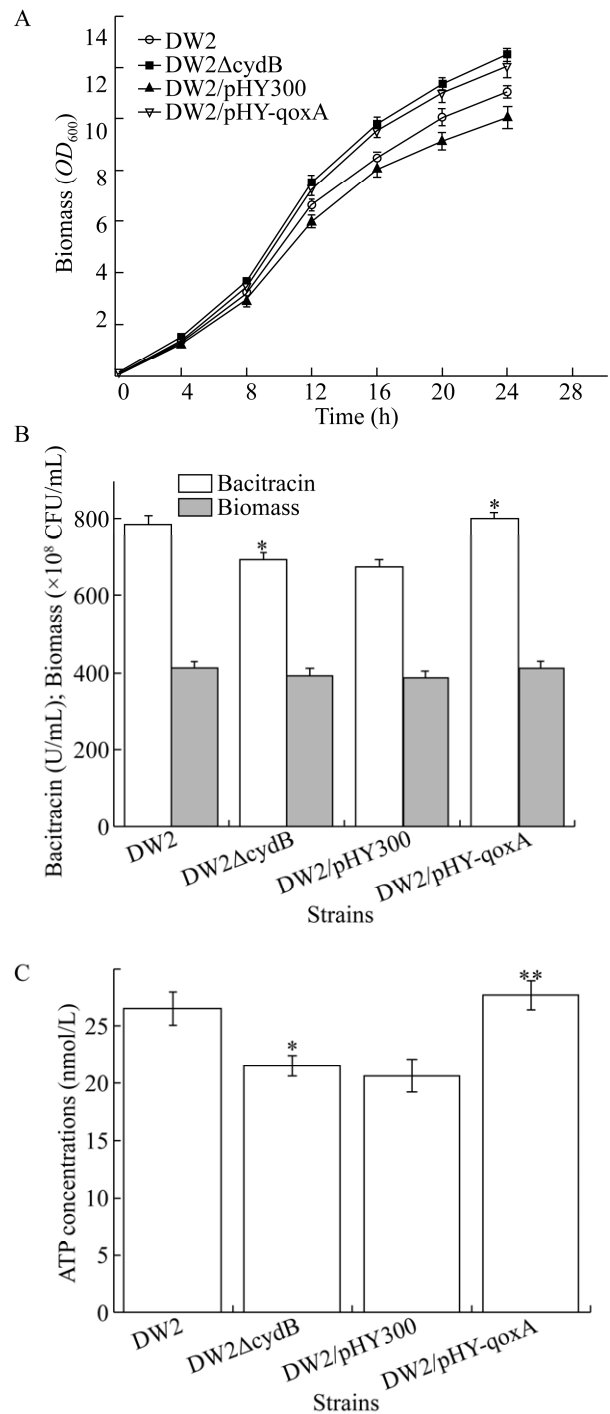 A
14
12
10
8
6
4
2
Biomass (OD600)
DW2
DW2ΔcydB
DW2/pHY300
DW2/pHY-qoxA
0 4 8 12 16 20 24 28
Time (h)
B
Bacitracin (U/mL); Biomass (×10⁸ CFU/mL)
Bacitracin
Biomass
800
600
400
200
0
*
*
DW2
DW2ΔcydB
DW2/pHY300
DW2/pHY-qoxA
Strains
C
ATP concentrations (nmol/L)
25
20
15
10
5
0
*
**
DW2
DW2ΔcydB
DW2/pHY300
DW2/pHY-qoxA
Strains